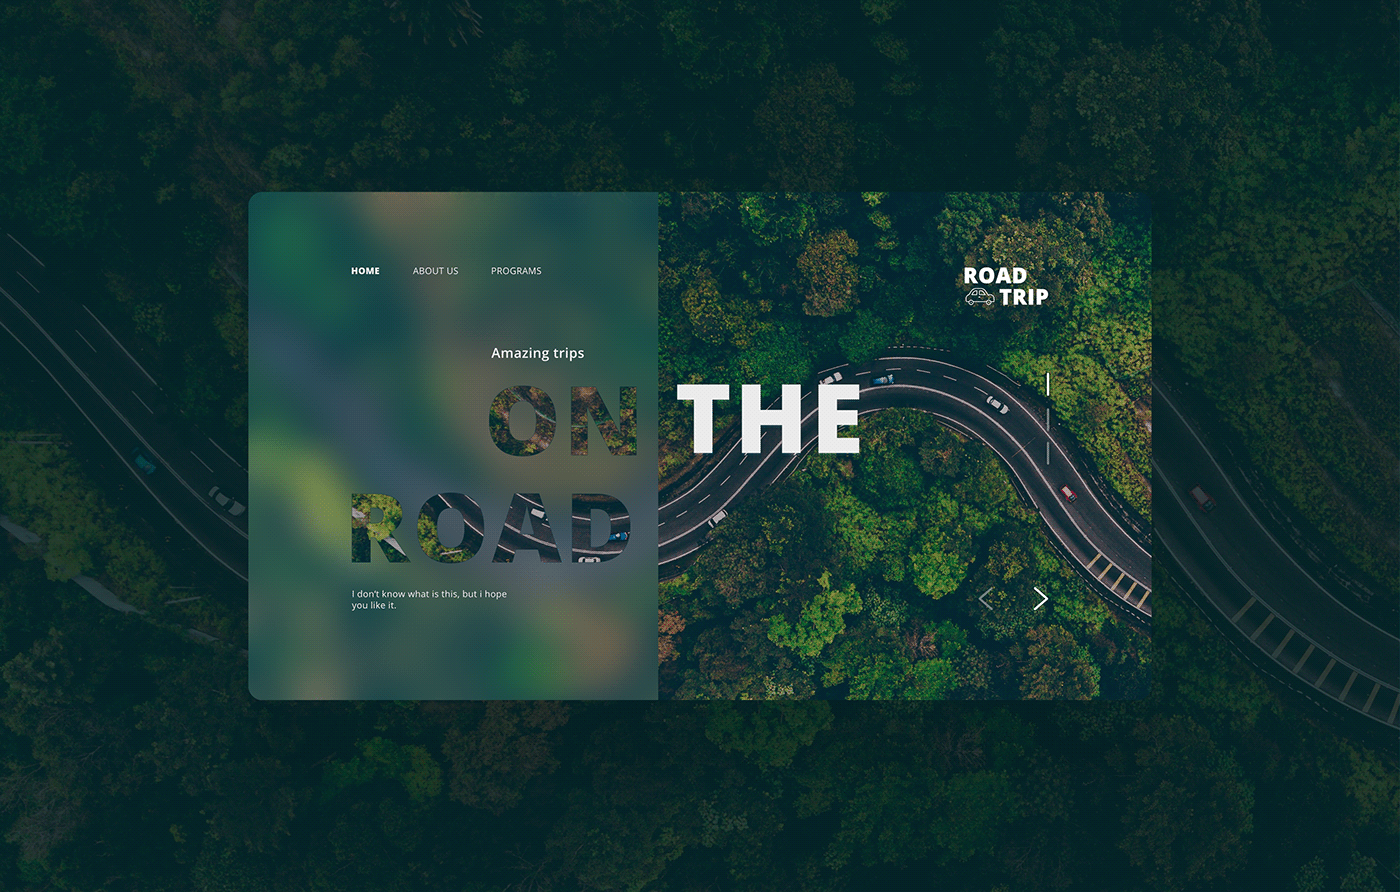 HOME ABOUT US PROGRAMS
ROAD
TRIP
Amazing trips
ON THE
ROAD
I don't know what is this, but i hope
you like it.